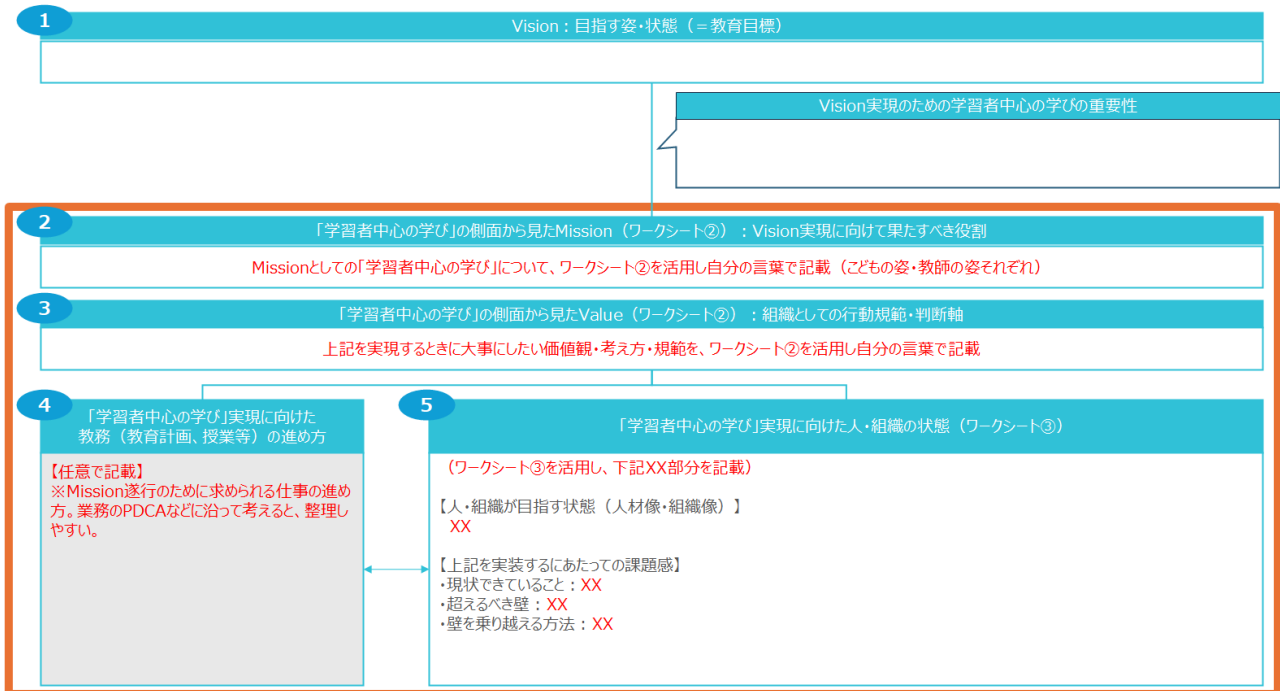 1
Vision：目指す姿・状態（＝教育目標）
Vision実現のための学習者中心の学びの重要性
2
「学習者中心の学び」の側面から見たMission（ワークシート②）：Vision実現に向けて果たすべき役割
Missionとしての「学習者中心の学び」について、ワークシート②を活用し自分の言葉で記載（こどもの姿・教師の姿それぞれ）
3
「学習者中心の学び」の側面から見たValue（ワークシート②）：組織としての行動規範・判断軸
上記を実現するときに大事にしたい価値観・考え方・規範を、ワークシート②を活用し自分の言葉で記載
4
「学習者中心の学び」実現に向けた
教務（教育計画、授業等）の進め方
【任意で記載】
※Mission遂行のために求められる仕事の進め
方。業務のPDCAなどに沿って考えると、整理し
やすい。
5
「学習者中心の学び」実現に向けた人・組織の状態（ワークシート③）
（ワークシート③を活用し、下記XX部分を記載）
【人・組織が目指す状態（人材像・組織像）】
XX
【上記を実装するにあたっての課題感】
・現状できていること：XX
・超えるべき壁：XX
・壁を乗り越える方法：XX